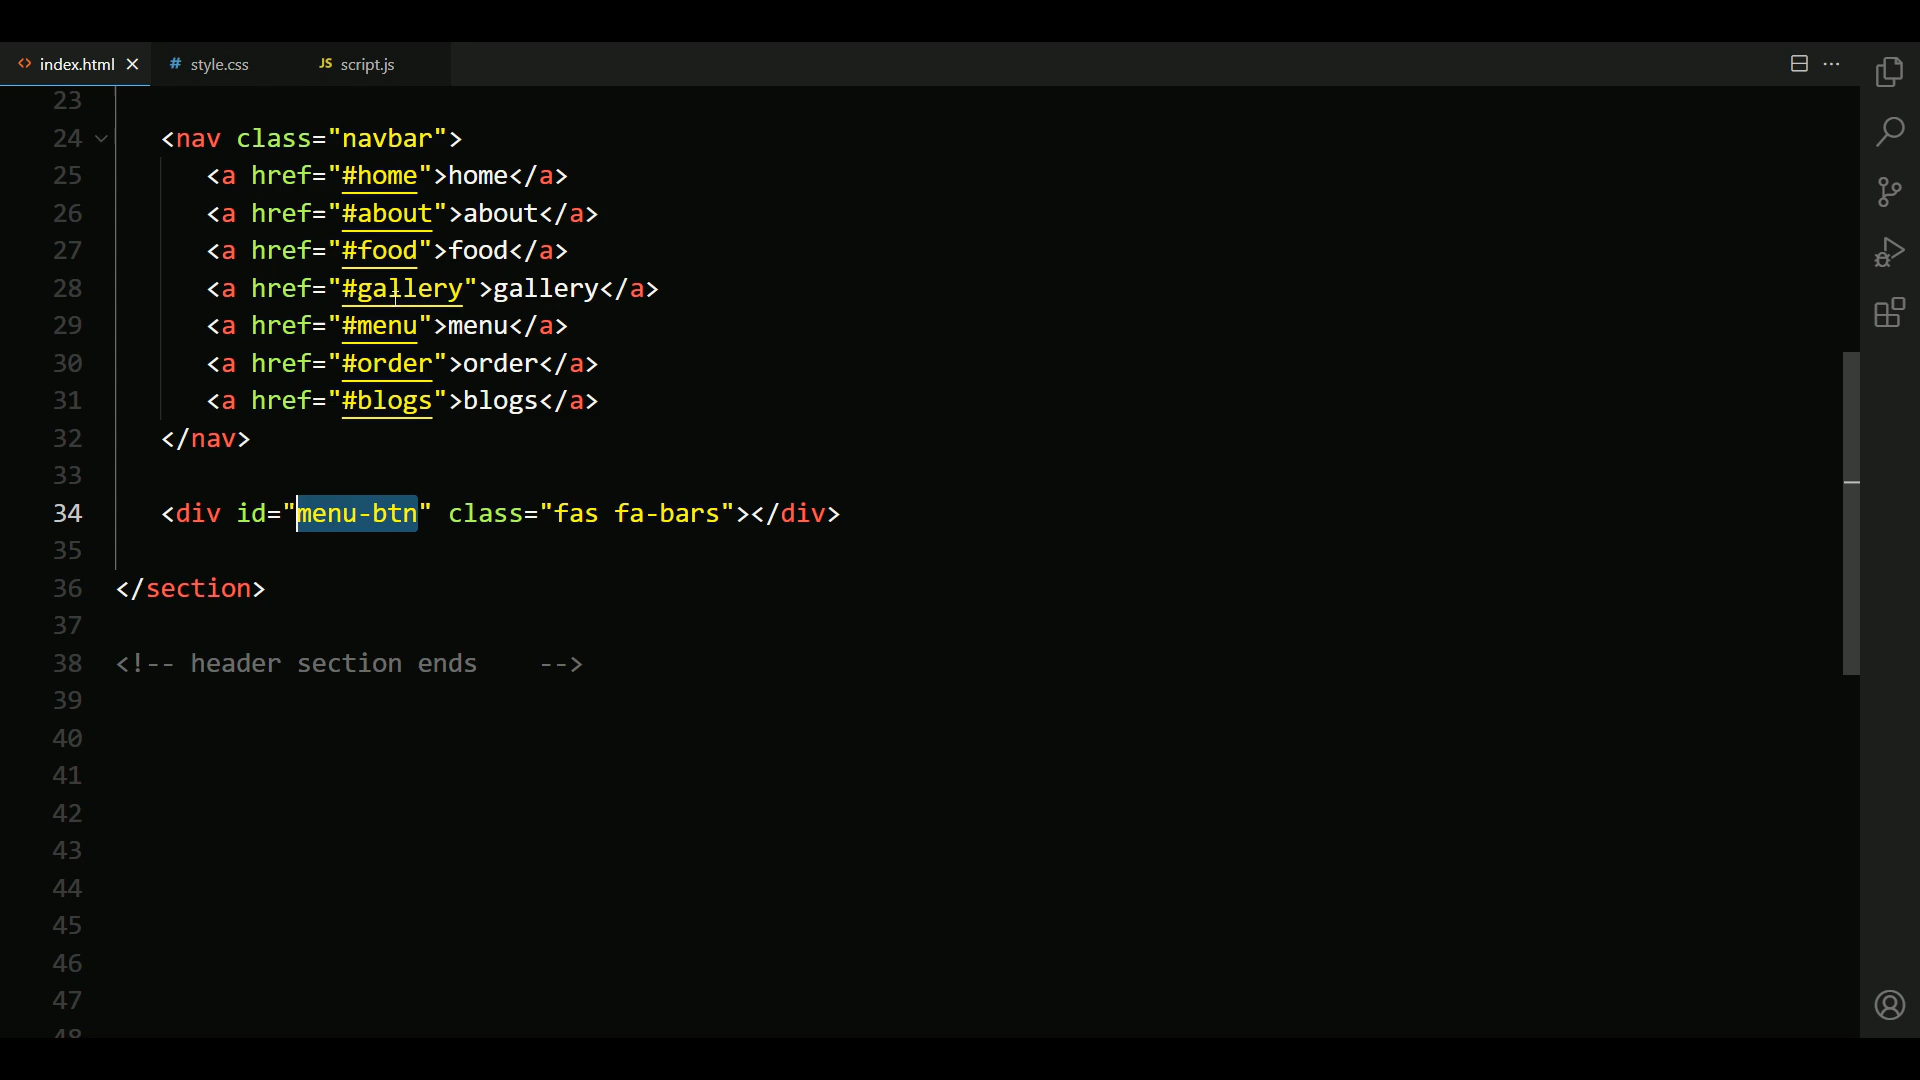 index.html
# style.css
JS script.js
23
24 <nav class="navbar">
25 <a href="#home">home</a>
26 <a href="#about">about</a>
27 <a href="#food">food</a>
28 <a href="#gallery">gallery</a>
29 <a href="#menu">menu</a>
30 <a href="#order">order</a>
31 <a href="#blogs">blogs</a>
32 </nav>
33
34 <div id="menu-btn" class="fas fa-bars"></div>
35
36 </section>
37
38 <!-- header section ends    -->
39
40
41
42
43
44
45
46
47
48